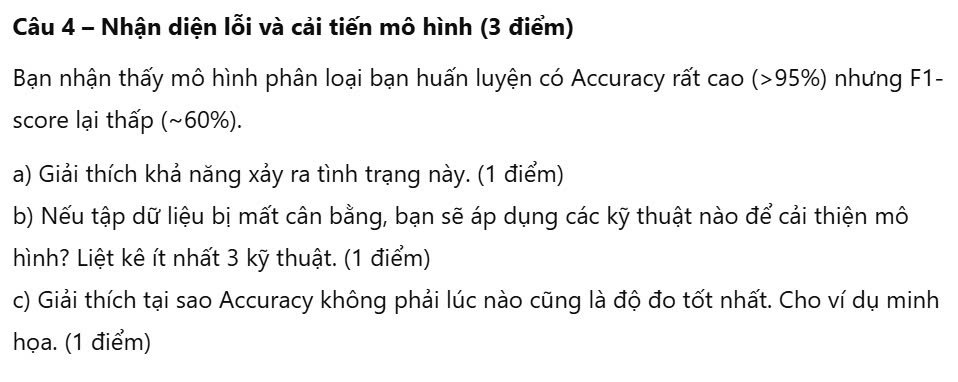 Câu 4 – Nhận diện lỗi và cải tiến mô hình (3 điểm)
Bạn nhận thấy mô hình phân loại bạn huấn luyện có Accuracy rất cao (>95%) nhưng F1-
score lại thấp (~60%).
a) Giải thích khả năng xảy ra tình trạng này. (1 điểm)
b) Nếu tập dữ liệu bị mất cân bằng, bạn sẽ áp dụng các kỹ thuật nào để cải thiện mô
hình? Liệt kê ít nhất 3 kỹ thuật. (1 điểm)
c) Giải thích tại sao Accuracy không phải lúc nào cũng là độ đo tốt nhất. Cho ví dụ minh
họa. (1 điểm)